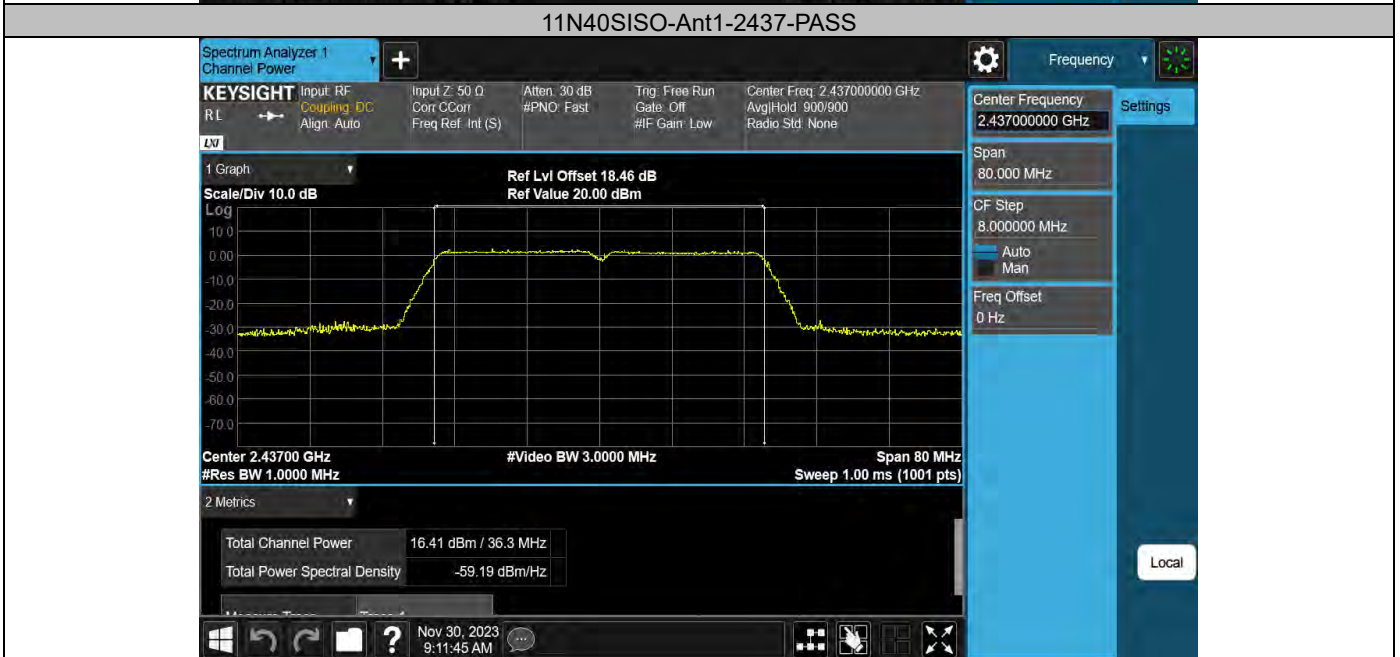 11N40SISO-Ant1-2437-PASS
Spectrum Analyzer 1
Channel Power
+
Frequency
KEYSIGHT
RL
LXI
Input: RF
Coupling: DC
Align: Auto
Input Z: 50 Ω
Corr CCorr
Freq Ref: Int (S)
Atten: 30 dB
#PNO: Fast
Trig: Free Run
Gate: Off
#IF Gain: Low
Center Freq: 2.437000000 GHz
Avg|Hold: 900/900
Radio Std: None
Center Frequency
2.437000000 GHz
Settings
Span
80.000 MHz
CF Step
8.000000 MHz
Auto
Man
Freq Offset
0 Hz
1 Graph
Scale/Div 10.0 dB
Ref Lvl Offset 18.46 dB
Ref Value 20.00 dBm
Log
10.0
0.00
-10.0
-20.0
-30.0
-40.0
-50.0
-60.0
-70.0
Center 2.43700 GHz
#Res BW 1.0000 MHz
#Video BW 3.0000 MHz
Span 80 MHz
Sweep 1.00 ms (1001 pts)
2 Metrics
Total Channel Power 16.41 dBm / 36.3 MHz
Total Power Spectral Density -59.19 dBm/Hz
Local
?
Nov 30, 2023
9:11:45 AM